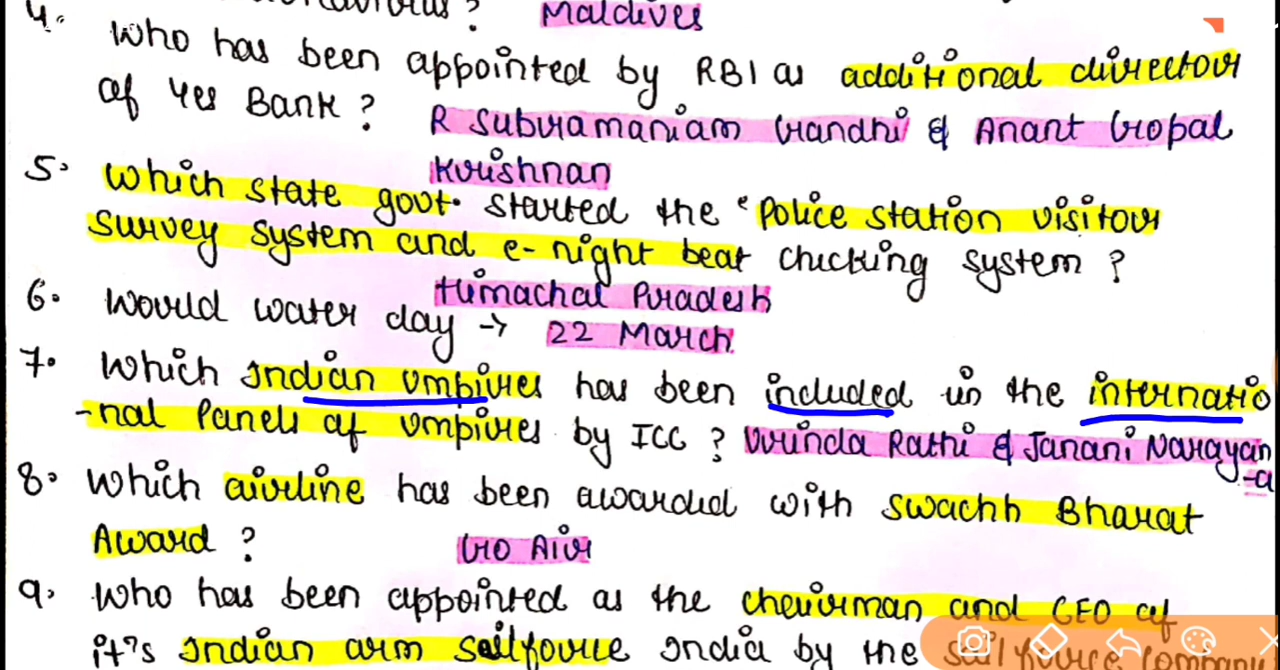 4. ? Maldives
Who has been appointed by RBI as additional director
of Yes Bank? R Subramaniam Gandhi & Anant Gopal
Krishnan
5. Which state govt. started the "Police station visitor
survey system and e-night beat checking system?
Himachal Pradesh
6. World water day → 22 March
7. Which Indian umpires has been included in the internatio
-nal Panels of umpires by ICC? Vrinda Rathi & Janani Narayan
-a
8. Which airline has been awarded with Swachh Bharat
Award? Go Air
9. Who has been appointed as the chairman and CEO of
it's Indian arm Sailforce India by the Sailforce Company